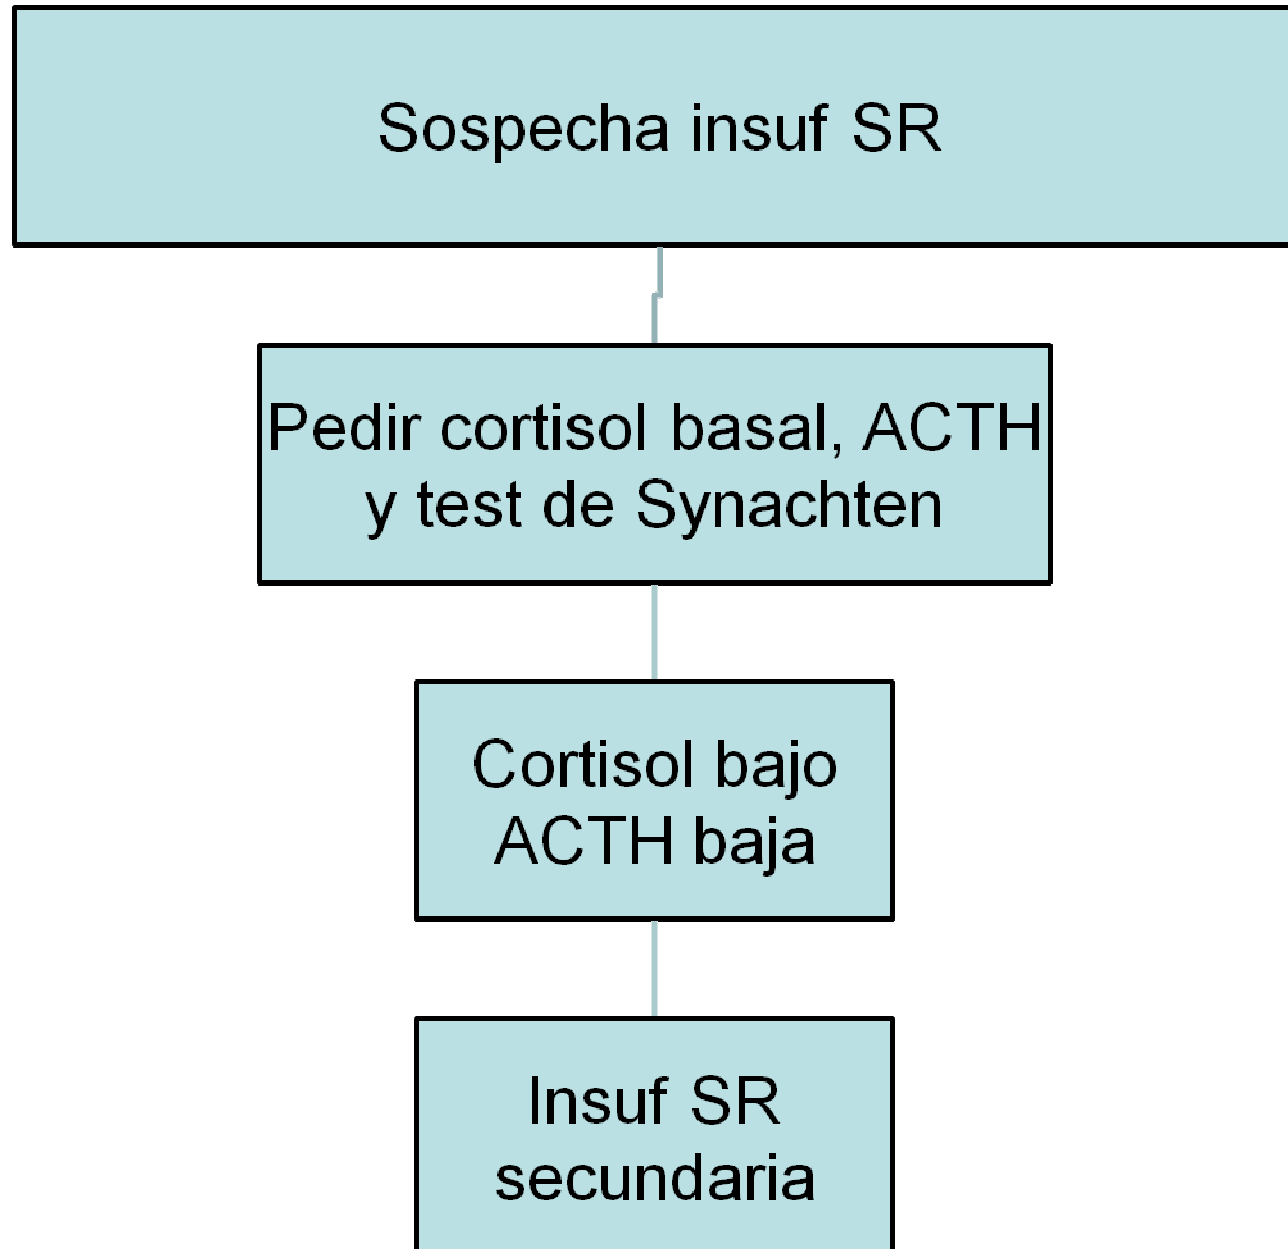 Sospecha insuf SR
Pedir cortisol basal, ACTH
y test de Synachten
Cortisol bajo
ACTH baja
Insuf SR
secundaria